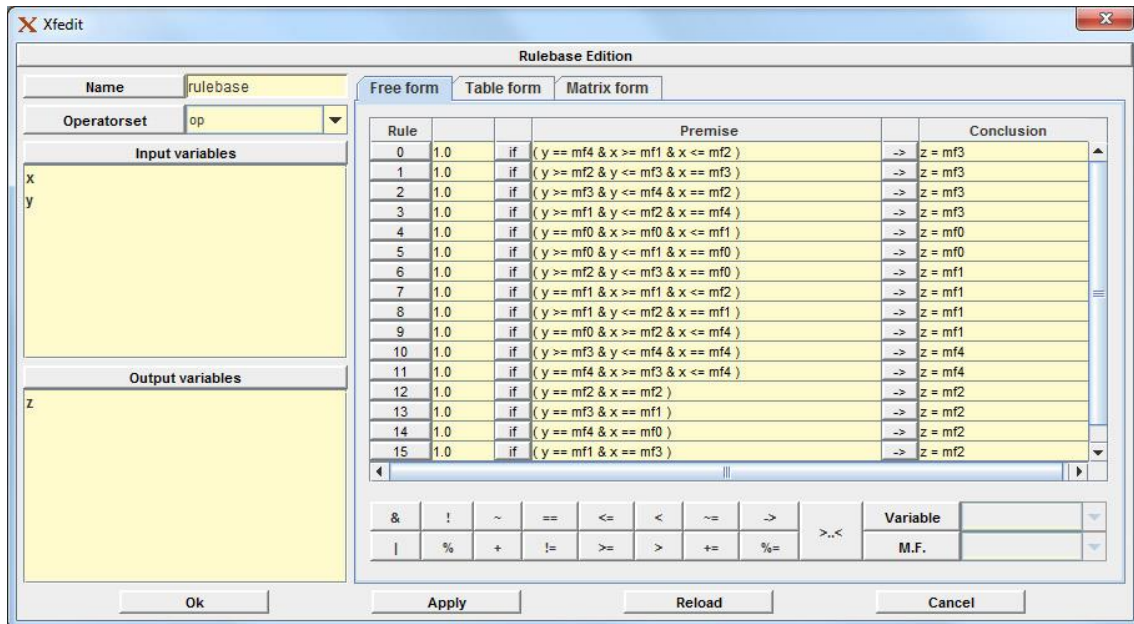 Xfedit
Rulebase Edition
Name rulebase
Operatorset op
Input variables
x
y
Output variables
z
Free form Table form Matrix form
Rule Premise Conclusion
0 1.0 if ( y == mf4 & x >= mf1 & x <= mf2 ) -> z = mf3
1 1.0 if ( y >= mf2 & y <= mf3 & x == mf3 ) -> z = mf3
2 1.0 if ( y >= mf3 & y <= mf4 & x == mf2 ) -> z = mf3
3 1.0 if ( y >= mf1 & y <= mf2 & x == mf4 ) -> z = mf3
4 1.0 if ( y == mf0 & x >= mf0 & x <= mf1 ) -> z = mf0
5 1.0 if ( y >= mf0 & y <= mf1 & x == mf0 ) -> z = mf0
6 1.0 if ( y >= mf2 & y <= mf3 & x == mf0 ) -> z = mf1
7 1.0 if ( y == mf1 & x >= mf1 & x <= mf2 ) -> z = mf1
8 1.0 if ( y >= mf1 & y <= mf2 & x == mf1 ) -> z = mf1
9 1.0 if ( y == mf0 & x >= mf2 & x <= mf4 ) -> z = mf1
10 1.0 if ( y >= mf3 & y <= mf4 & x == mf4 ) -> z = mf4
11 1.0 if ( y == mf4 & x >= mf3 & x <= mf4 ) -> z = mf4
12 1.0 if ( y == mf2 & x == mf2 ) -> z = mf2
13 1.0 if ( y == mf3 & x == mf1 ) -> z = mf2
14 1.0 if ( y == mf4 & x == mf0 ) -> z = mf2
15 1.0 if ( y == mf1 & x == mf3 ) -> z = mf2
& ! ~ == <= < ~= -> >..< Variable
| % + != >= > += %= M.F.
Ok Apply Reload Cancel